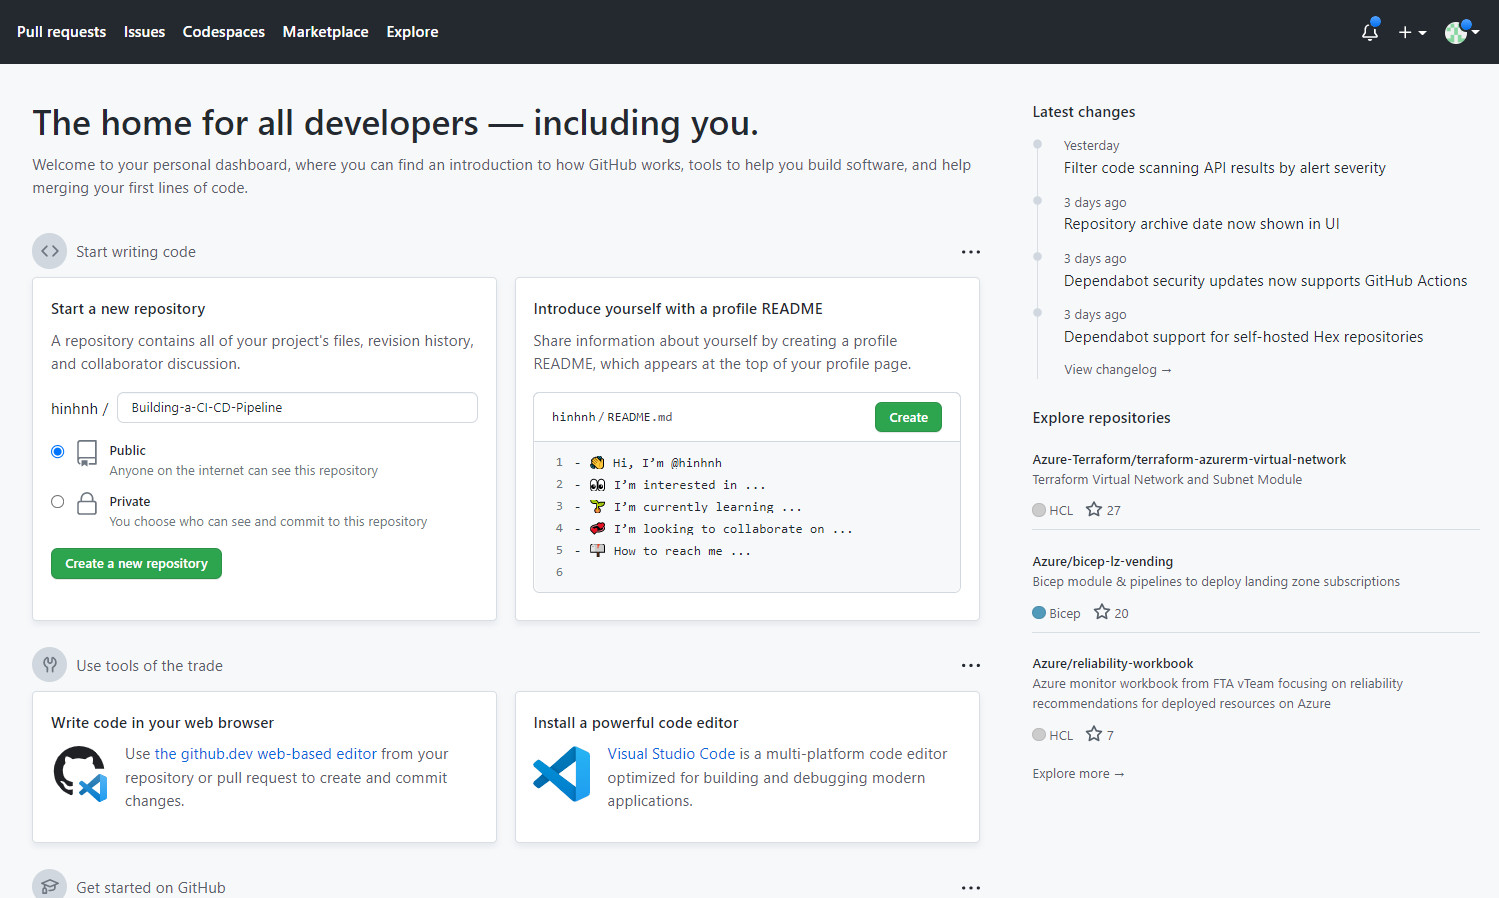 Pull requests Issues Codespaces Marketplace Explore
The home for all developers — including you.
Welcome to your personal dashboard, where you can find an introduction to how GitHub works, tools to help you build software, and help
merging your first lines of code.
Start writing code
Start a new repository
A repository contains all of your project's files, revision history,
and collaborator discussion.
hinhnh / Building-a-CI-CD-Pipeline
Public
Anyone on the internet can see this repository
Private
You choose who can see and commit to this repository
Create a new repository
Introduce yourself with a profile README
Share information about yourself by creating a profile
README, which appears at the top of your profile page.
hinhnh / README.md
Create
1 - 👋 Hi, I’m @hinhnh
2 - 👀 I’m interested in ...
3 - 🌱 I’m currently learning ...
4 - 💞️ I’m looking to collaborate on ...
5 - 📫 How to reach me ...
6
Use tools of the trade
Write code in your web browser
Use the github.dev web-based editor from your
repository or pull request to create and commit
changes.
Install a powerful code editor
Visual Studio Code is a multi-platform code editor
optimized for building and debugging modern
applications.
Get started on GitHub
Latest changes
Yesterday
Filter code scanning API results by alert severity
3 days ago
Repository archive date now shown in UI
3 days ago
Dependabot security updates now supports GitHub Actions
3 days ago
Dependabot support for self-hosted Hex repositories
View changelog →
Explore repositories
Azure-Terraform/terraform-azurerm-virtual-network
Terraform Virtual Network and Subnet Module
HCL 27
Azure/bicep-lz-vending
Bicep module & pipelines to deploy landing zone subscriptions
Bicep 20
Azure/reliability-workbook
Azure monitor workbook from FTA vTeam focusing on reliability
recommendations for deployed resources on Azure
HCL 7
Explore more →